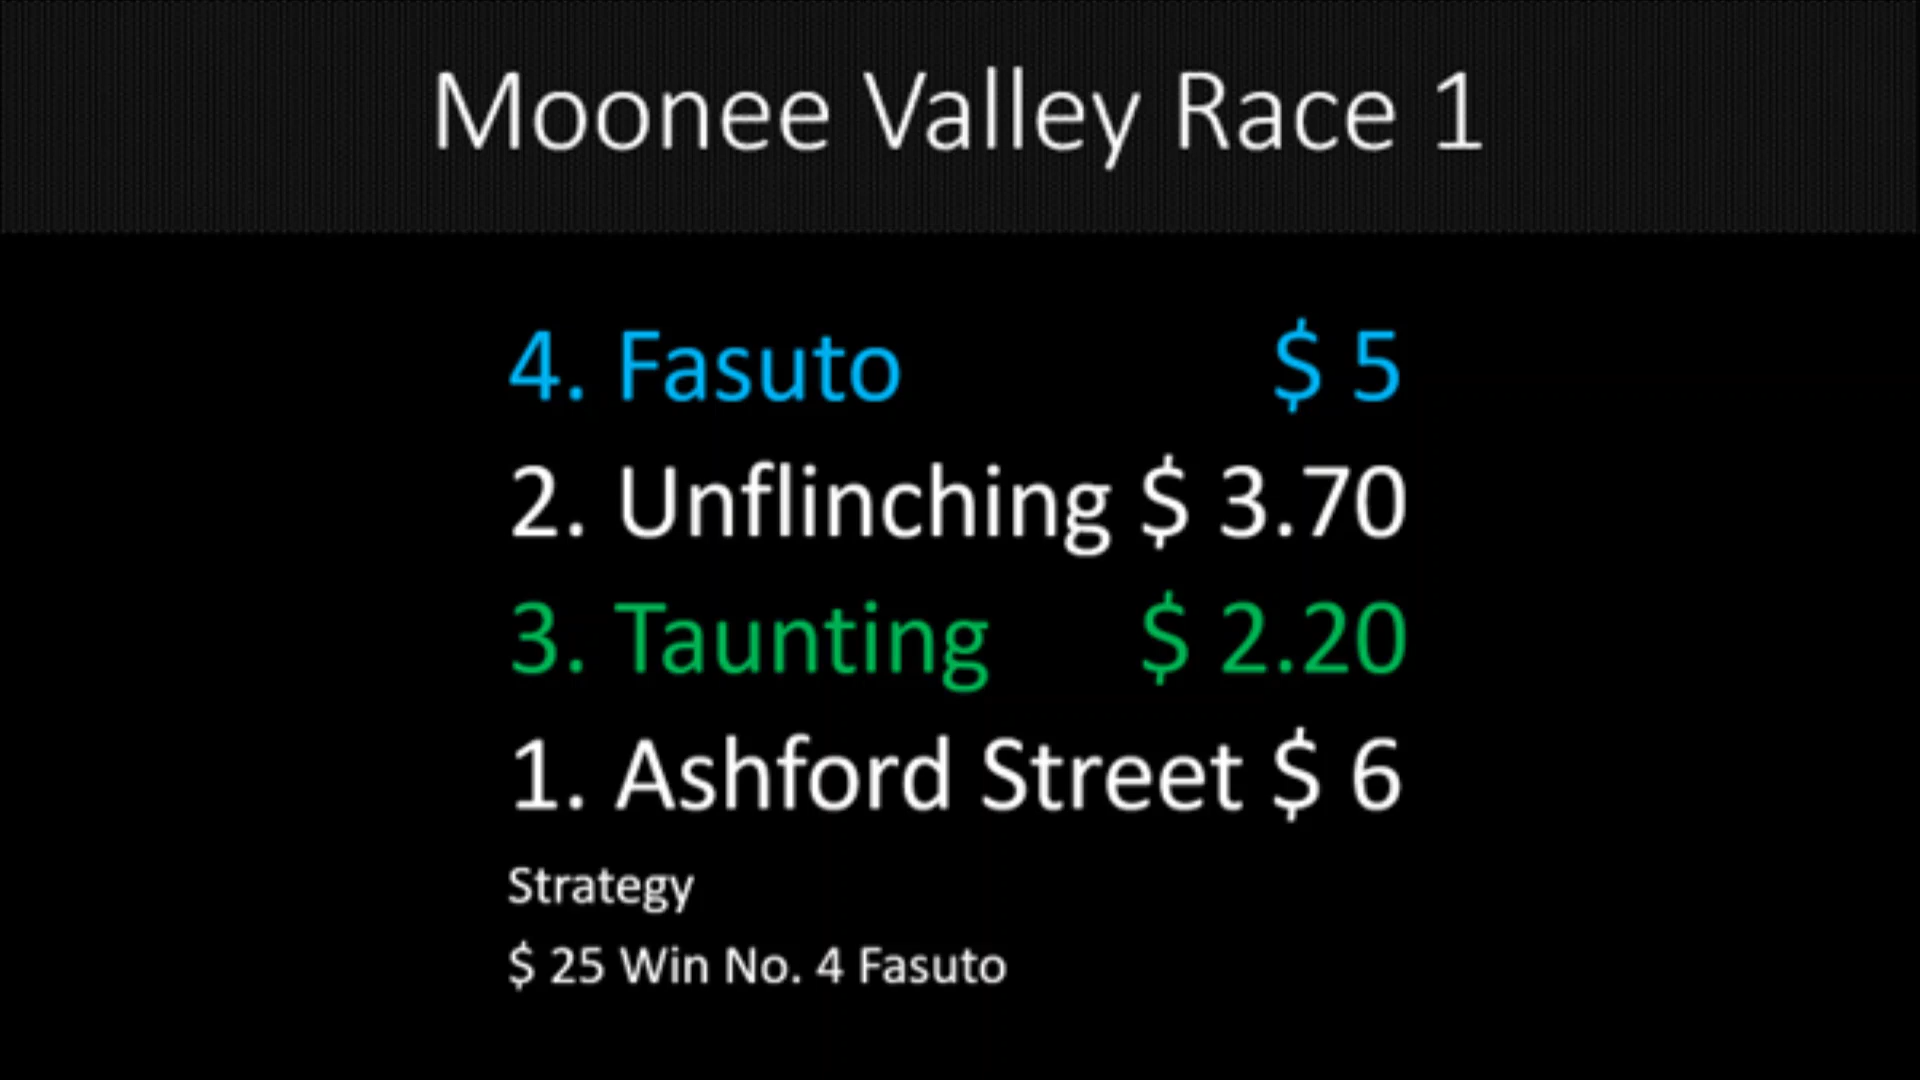 Moonee Valley Race 1
4. Fasuto $ 5
2. Unflinching $ 3.70
3. Taunting $ 2.20
1. Ashford Street $ 6
Strategy
$ 25 Win No. 4 Fasuto